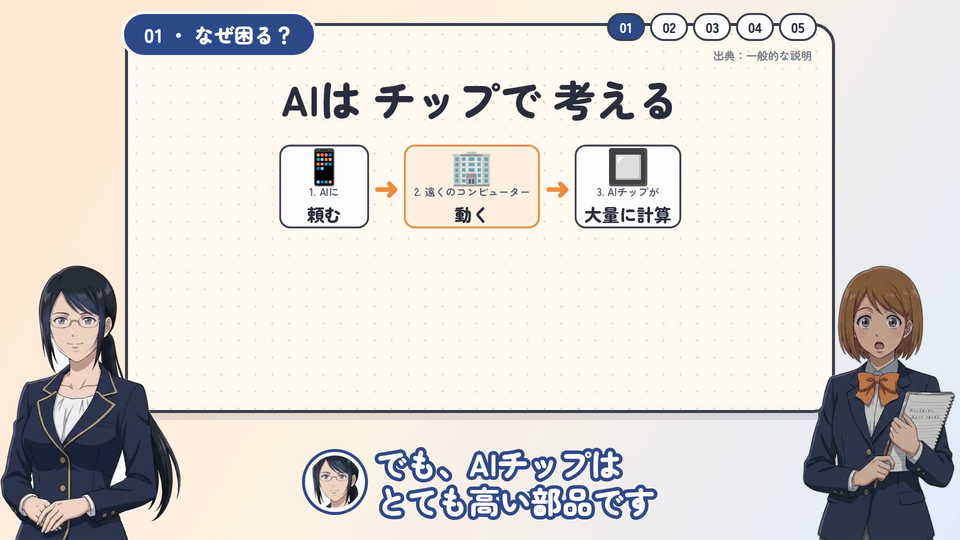 01 ・ なぜ困る？
01 02 03 04 05
出典：一般的な説明
AIは チップで 考える
1. AIに
頼む
2. 遠くのコンピューター
動く
3. AIチップが
大量に計算
でも、AIチップは
とても高い部品です